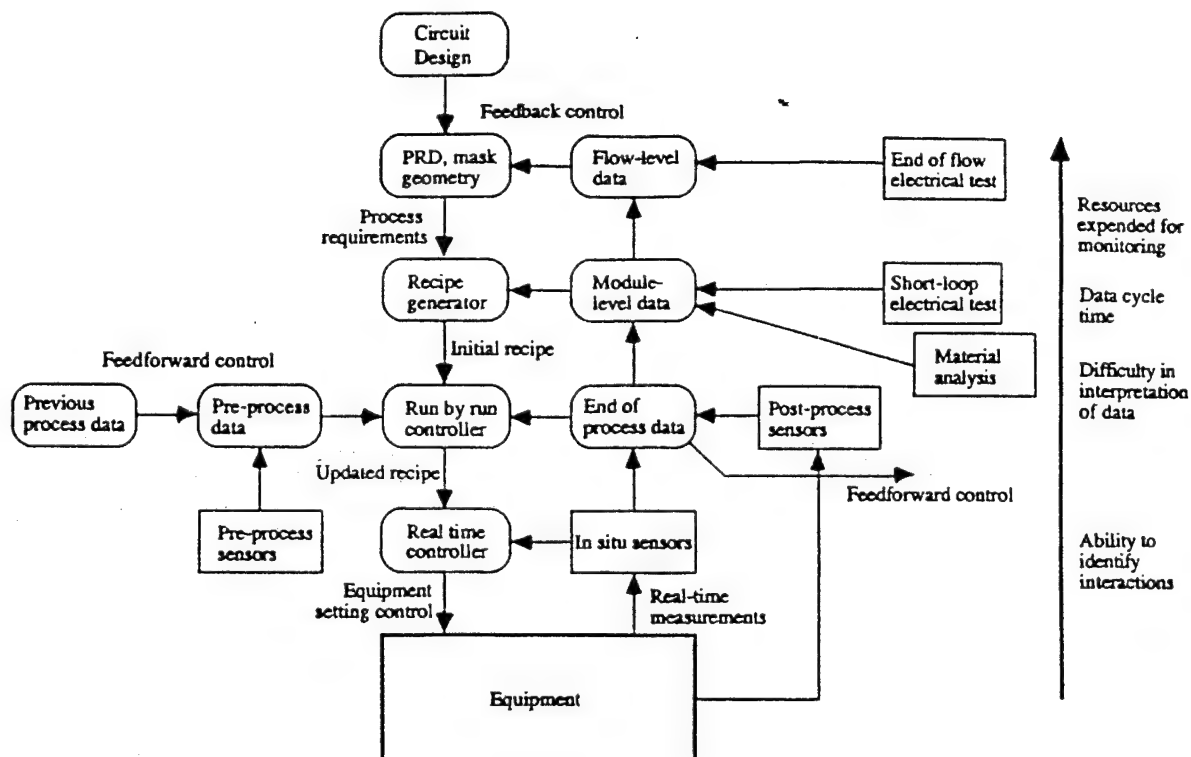 Circuit
Design
Feedback control
PRD, mask
geometry
Flow-level
data
End of flow
electrical test
Process
requirements
Resources
expended for
monitoring
Recipe
generator
Module-
level data
Short-loop
electrical test
Data cycle
time
Initial recipe
Material
analysis
Feedforward control
Difficulty in
interpretation
of data
Previous
process data
Pre-process
data
Run by run
controller
End of
process data
Post-process
sensors
Updated recipe
Feedforward control
Pre-process
sensors
Real time
controller
In situ sensors
Ability to
identify
interactions
Equipment
setting control
Real-time
measurements
Equipment